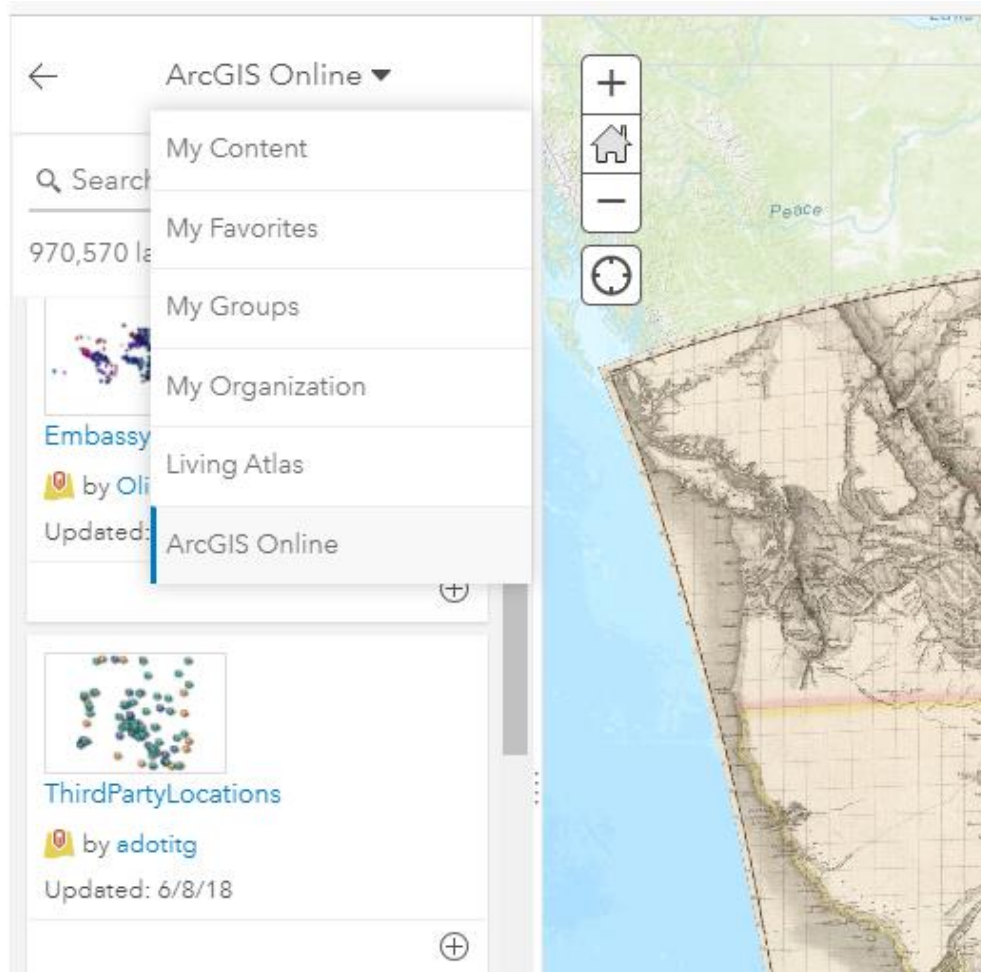 ArcGIS Online
My Content
Search
My Favorites
970,570
My Groups
My Organization
Embassy
Living Atlas
by Oli
Updated:
ArcGIS Online
ThirdPartyLocations
by adotitg
Updated: 6/8/18
Peace